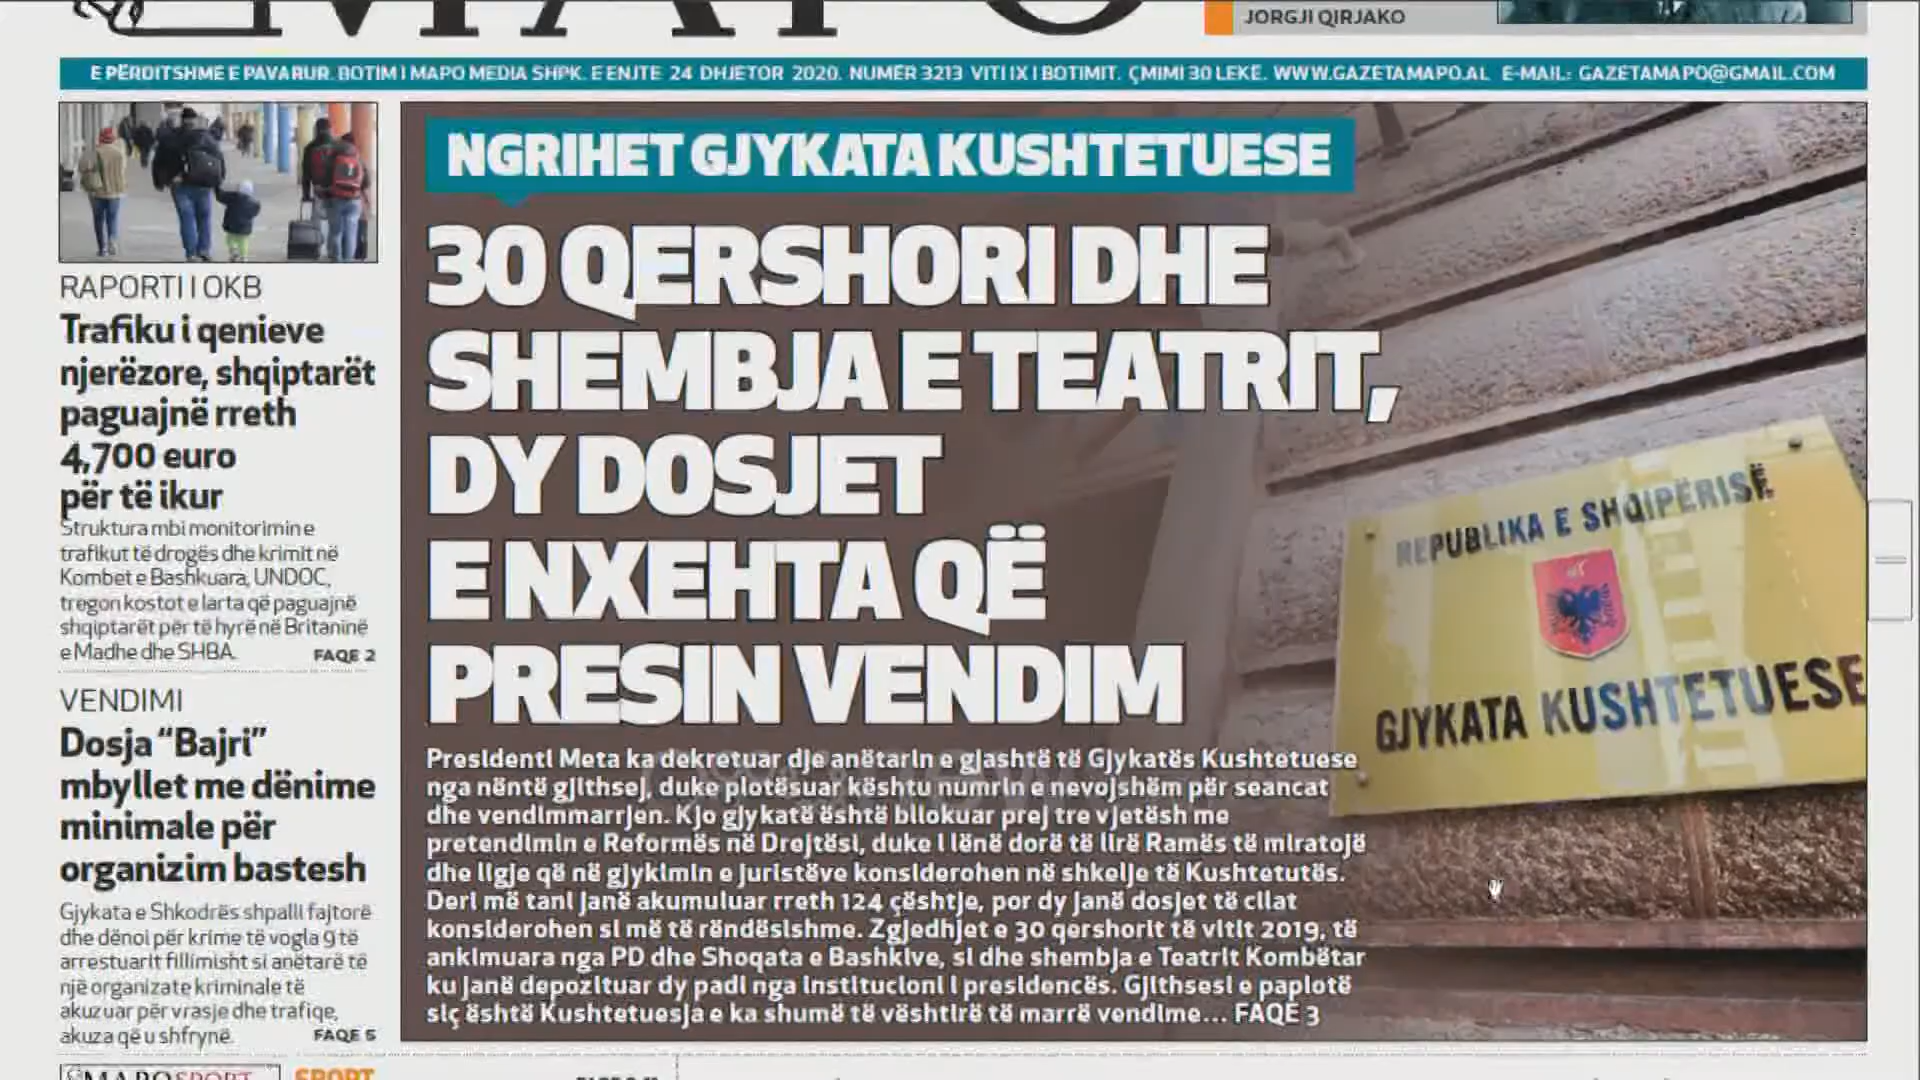 MAPO
JORGJI QIRJAKO
E PËRDITSHME E PAVARUR. BOTIM I MAPO MEDIA SHPK. E ENJTE 24 DHJETOR 2020. NUMËR 3213 VITI IX I BOTIMIT. ÇMIMI 30 LEKË. WWW.GAZETAMAPO.AL E-MAIL: GAZETAMAPO@GMAIL.COM
RAPORTI I OKB
Trafiku i qenieve
njerëzore, shqiptarët
paguajnë rreth
4,700 euro
për të ikur
Struktura mbi monitorimin e
trafikut të drogës dhe krimit në
Kombet e Bashkuara, UNDOC,
tregon kostot e larta që paguajnë
shqiptarët për të hyrë në Britaninë
e Madhe dhe SHBA. FAQE 2
VENDIMI
Dosja “Bajri”
mbyllet me dënime
minimale për
organizim bastesh
Gjykata e Shkodrës shpalli fajtorë
dhe dënoi për krime të vogla 9 të
arrestuarit fillimisht si anëtarë të
një organizate kriminale të
akuzuar për vrasje dhe trafiqe,
akuza që u shfrynë. FAQE 5
NGRIHET GJYKATA KUSHTETUESE
30 QERSHORI DHE
SHEMBJA E TEATRIT,
DY DOSJET
E NXEHTA QË
PRESIN VENDIM
Presidenti Meta ka dekretuar dje anëtarin e gjashtë të Gjykatës Kushtetuese
nga nëntë gjithsej, duke plotësuar kështu numrin e nevojshëm për seancat
dhe vendimmarrjen. Kjo gjykatë është bllokuar prej tre vjetësh me
pretendimin e Reformës në Drejtësi, duke i lënë dorë të lirë Ramës të miratojë
dhe ligje që në gjykimin e juristëve konsiderohen në shkelje të Kushtetutës.
Deri më tani janë akumuluar rreth 124 çështje, por dy janë dosjet të cilat
konsiderohen si më të rëndësishme. Zgjedhjet e 30 qershorit të vitit 2019, të
ankimuara nga PD dhe Shoqata e Bashkive, si dhe shembja e Teatrit Kombëtar
ku janë depozituar dy padi nga institucioni i presidencës. Gjithsesi e paplotë
siç është Kushtetuesja e ka shumë të vështirë të marrë vendime... FAQE 3
REPUBLIKA E SHQIPËRISË
GJYKATA KUSHTETUESE
MAPOSPORT SPORT